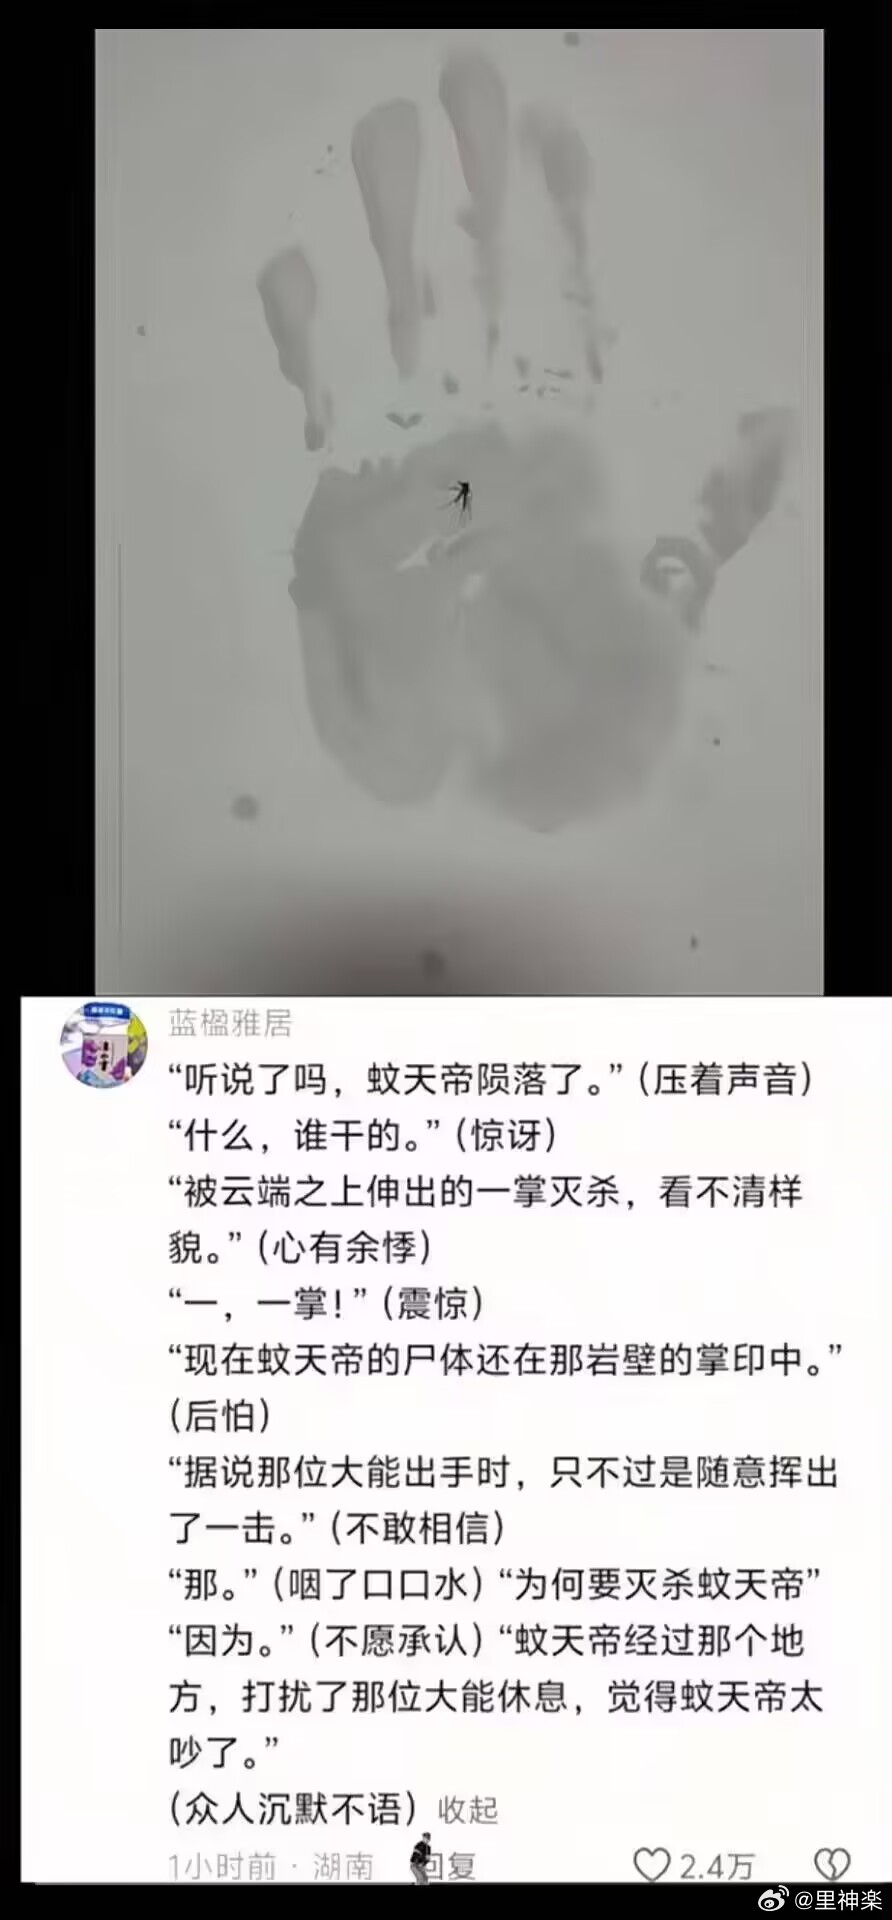 蓝楹雅居
“听说了吗，蚊天帝陨落了。”（压着声音）
“什么，谁干的。”（惊讶）
“被云端之上伸出的一掌灭杀，看不清样
貌。”（心有余悸）
“一，一掌！”（震惊）
“现在蚊天帝的尸体还在那岩壁的掌印中。”
（后怕）
“据说那位大能出手时，只不过是随意挥出
了一击。”（不敢相信）
“那。”（咽了口口水）“为何要灭杀蚊天帝”
“因为。”（不愿承认）“蚊天帝经过那个地
方，打扰了那位大能休息，觉得蚊天帝太
吵了。”
（众人沉默不语）收起
1小时前 · 湖南 回复 2.4万
@里神楽